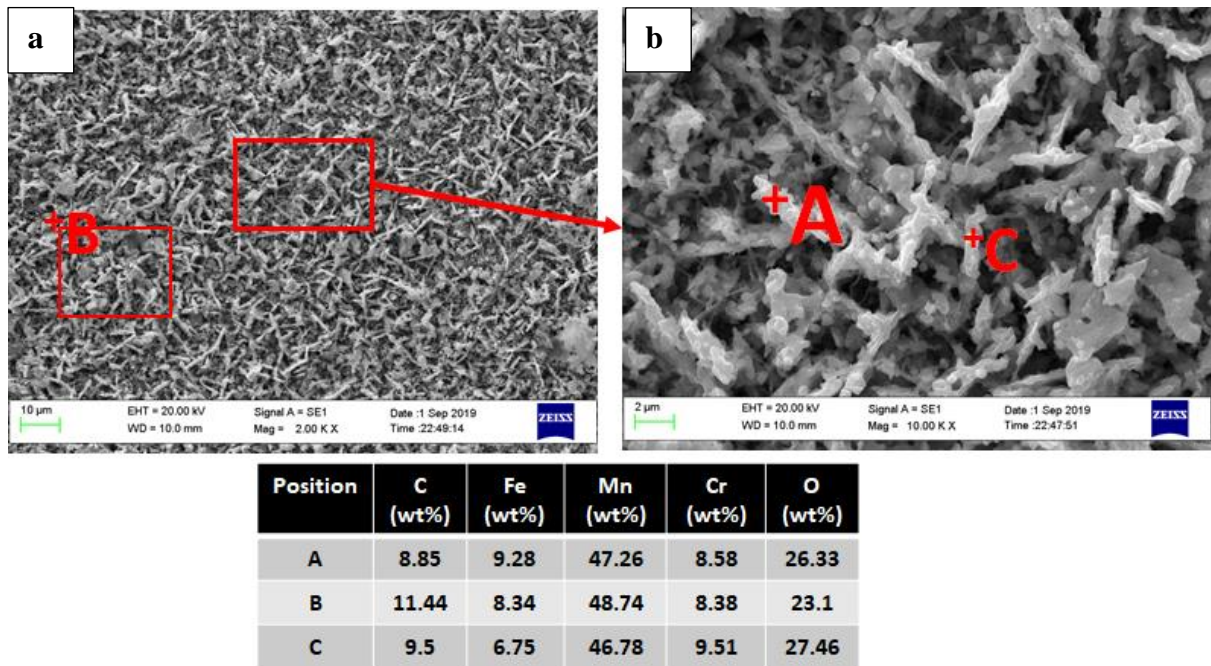 a
B
10 µm
EHT = 20.00 kV
Signal A = SE1
Date :1 Sep 2019
WD = 10.0 mm
Mag = 2.00 K X
Time :22:49:14
ZEISS
b
A
C
2 µm
EHT = 20.00 kV
Signal A = SE1
Date :1 Sep 2019
WD = 10.0 mm
Mag = 10.00 K X
Time :22:47:51
ZEISS
Position C Fe Mn Cr O
(wt%) (wt%) (wt%) (wt%) (wt%)
A 8.85 9.28 47.26 8.58 26.33
B 11.44 8.34 48.74 8.38 23.1
C 9.5 6.75 46.78 9.51 27.46